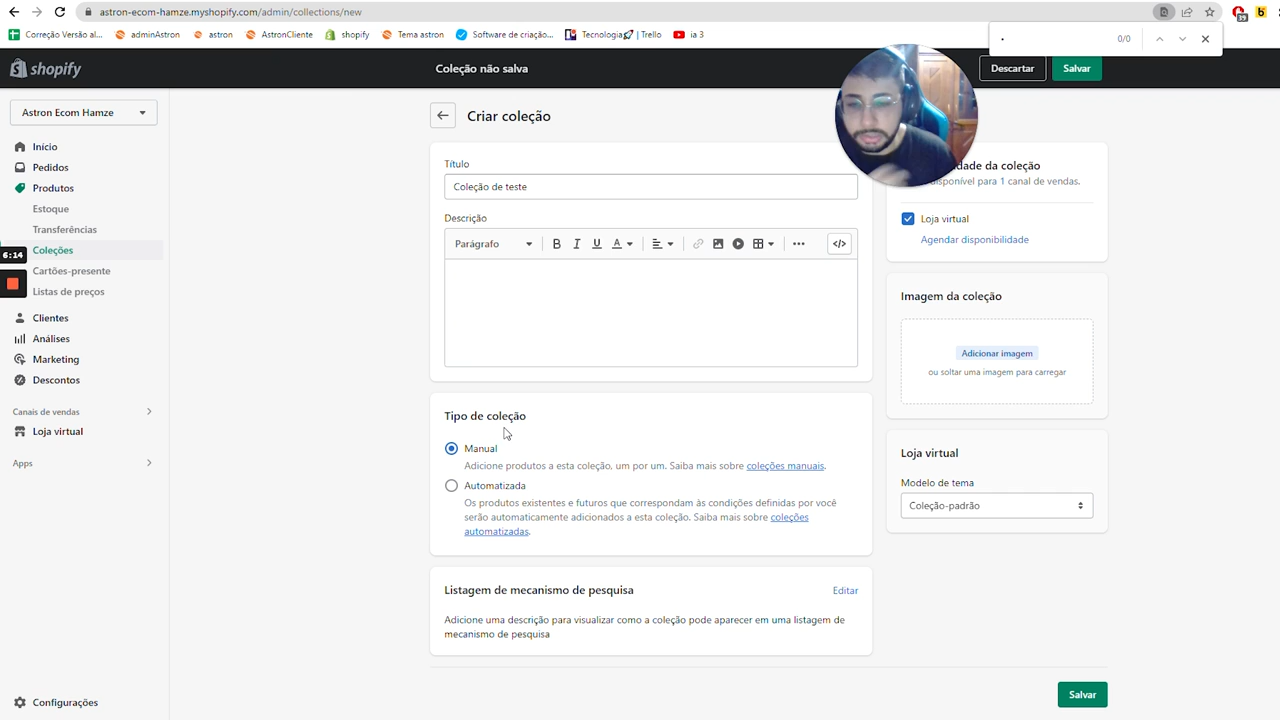 astron-ecom-hamze.myshopify.com/admin/collections/new
Correção Versão al...
adminAstron
astron
AstronCliente
shopify
Tema astron
Software de criação...
Tecnologia
| Trello
ia 3
39
b
.
0/0
shopify
Coleção não salva
Descartar
Salvar
Astron Ecom Hamze
Início
Pedidos
Produtos
Estoque
Transferências
Coleções
6:14
Cartões-presente
Listas de preços
Clientes
Análises
Marketing
Descontos
Canais de vendas
Loja virtual
Apps
Configurações
Criar coleção
Título
Coleção de teste
Descrição
Parágrafo
B I U A
</>
Tipo de coleção
Manual
Adicione produtos a esta coleção, um por um. Saiba mais sobre coleções manuais.
Automatizada
Os produtos existentes e futuros que correspondam às condições definidas por você
serão automaticamente adicionados a esta coleção. Saiba mais sobre coleções
automatizadas.
Listagem de mecanismo de pesquisa
Editar
Adicione uma descrição para visualizar como a coleção pode aparecer em uma listagem de
mecanismo de pesquisa
da coleção
para 1 canal de vendas.
Loja virtual
Agendar disponibilidade
Imagem da coleção
Adicionar imagem
ou soltar uma imagem para carregar
Loja virtual
Modelo de tema
Coleção-padrão
Salvar